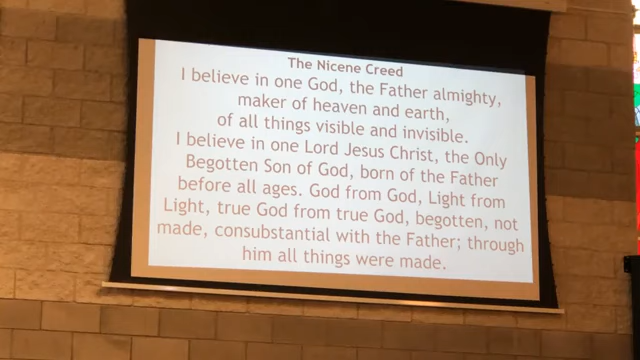 The Nicene Creed
I believe in one God, the Father almighty,
maker of heaven and earth,
of all things visible and invisible.
I believe in one Lord Jesus Christ, the Only
Begotten Son of God, born of the Father
before all ages. God from God, Light from
Light, true God from true God, begotten, not
made, consubstantial with the Father; through
him all things were made.